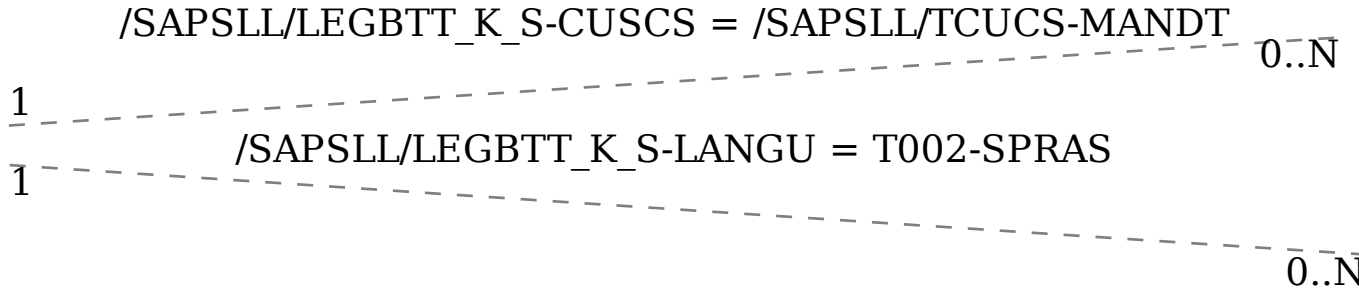 /SAPSLL/LEGBTT_K_S-CUSCS = /SAPSLL/TCUCS-MANDT
0..N
1
/SAPSLL/LEGBTT_K_S-LANGU = T002-SPRAS
1
0..N